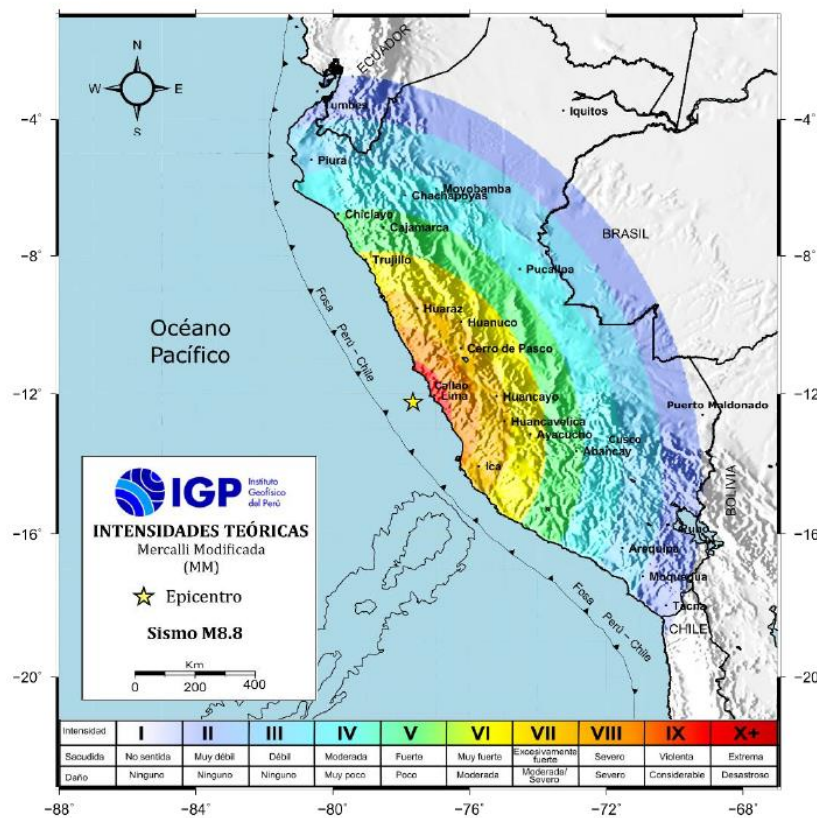 ECUADOR
N
W E
S
Tumbes
Iquitos
−4°
Piura
Moyobamba
Chachapoyas
Chiclayo
Cajamarca
BRASIL
−8°
Trujillo
Pucallpa
Fosa Perú – Chile
Huaraz
Huanuco
Océano
Pacífico
Cerro de Pasco
Callao
Lima
−12°
Huancayo
Puerto Maldonado
Huancavelica
Ayacucho
Cusco
Abancay
Ica
BOLIVIA
IGP
Instituto
Geofísico
del Perú
INTENSIDADES TEÓRICAS
Mercalli Modificada
(MM)
Epicentro
Sismo M8.8
Km
0 200 400
−16°
Puno
Arequipa
Moquegua
Tacna
Fosa Perú – Chile
CHILE
−20°
Intensidad I II III IV V VI VII VIII IX X+
Sacudida No sentida Muy débil Débil Moderada Fuerte Muy fuerte Excesivamente fuerte Severo Violenta Extrema
Daño Ninguno Ninguno Ninguno Muy poco Poco Moderada Moderada/ Severo Severo Considerable Desastroso
−88° −84° −80° −76° −72° −68°